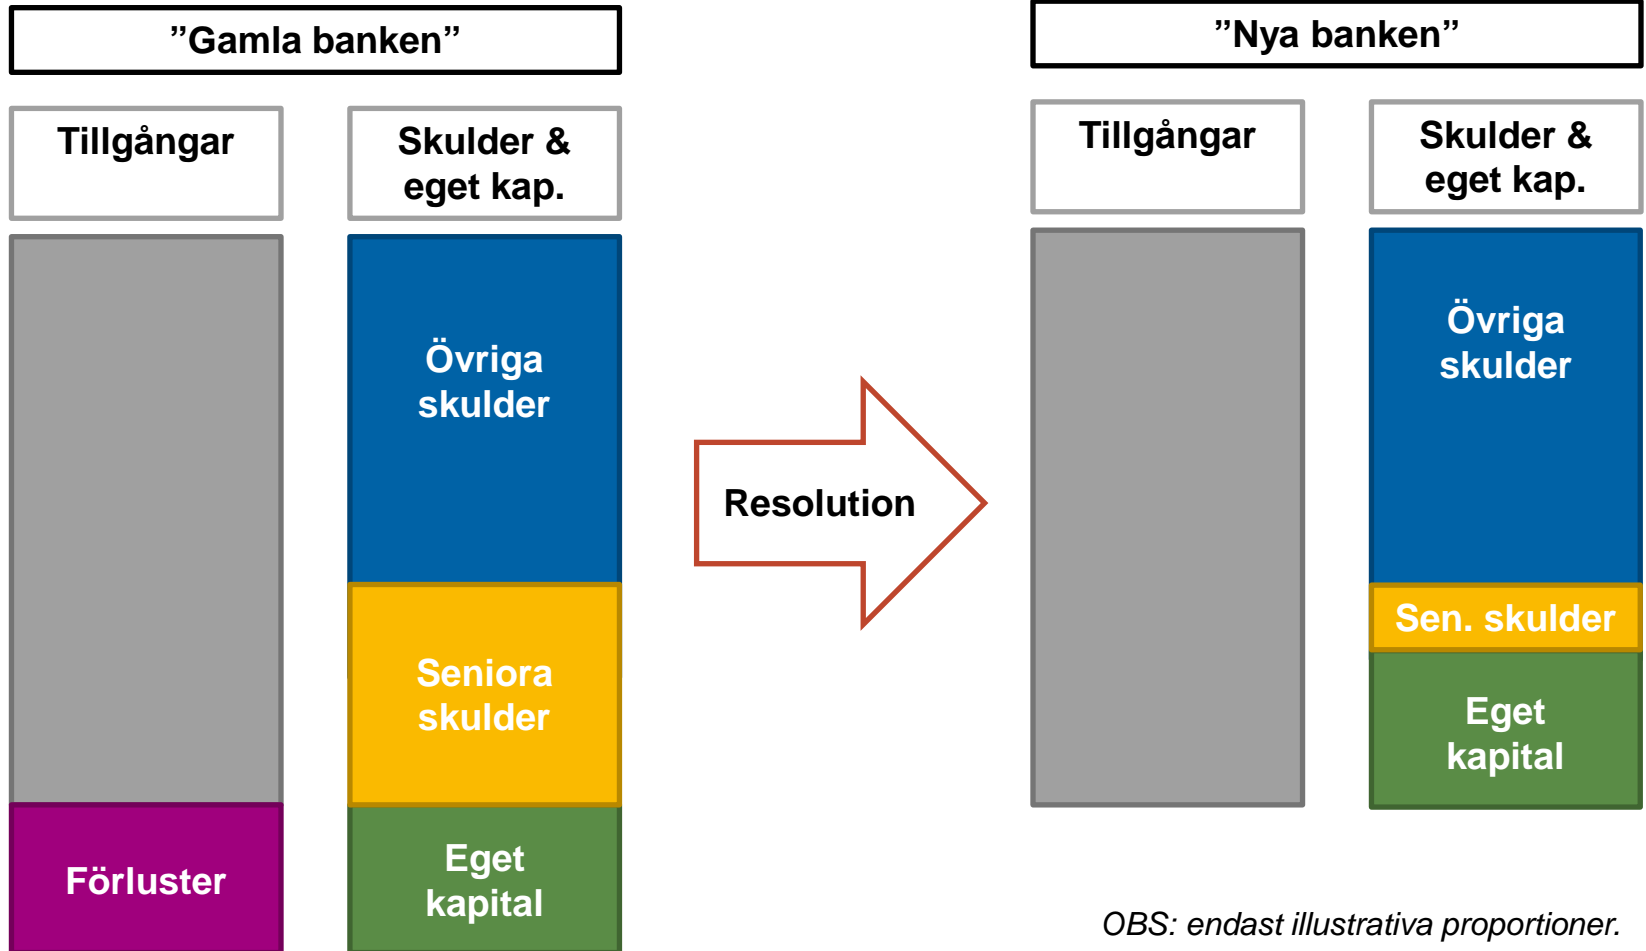 ”Gamla banken”
Tillgångar
Skulder &
eget kap.
Övriga
skulder
Seniora
skulder
Förluster
Eget
kapital
Resolution
”Nya banken”
Tillgångar
Skulder &
eget kap.
Övriga
skulder
Sen. skulder
Eget
kapital
OBS: endast illustrativa proportioner.